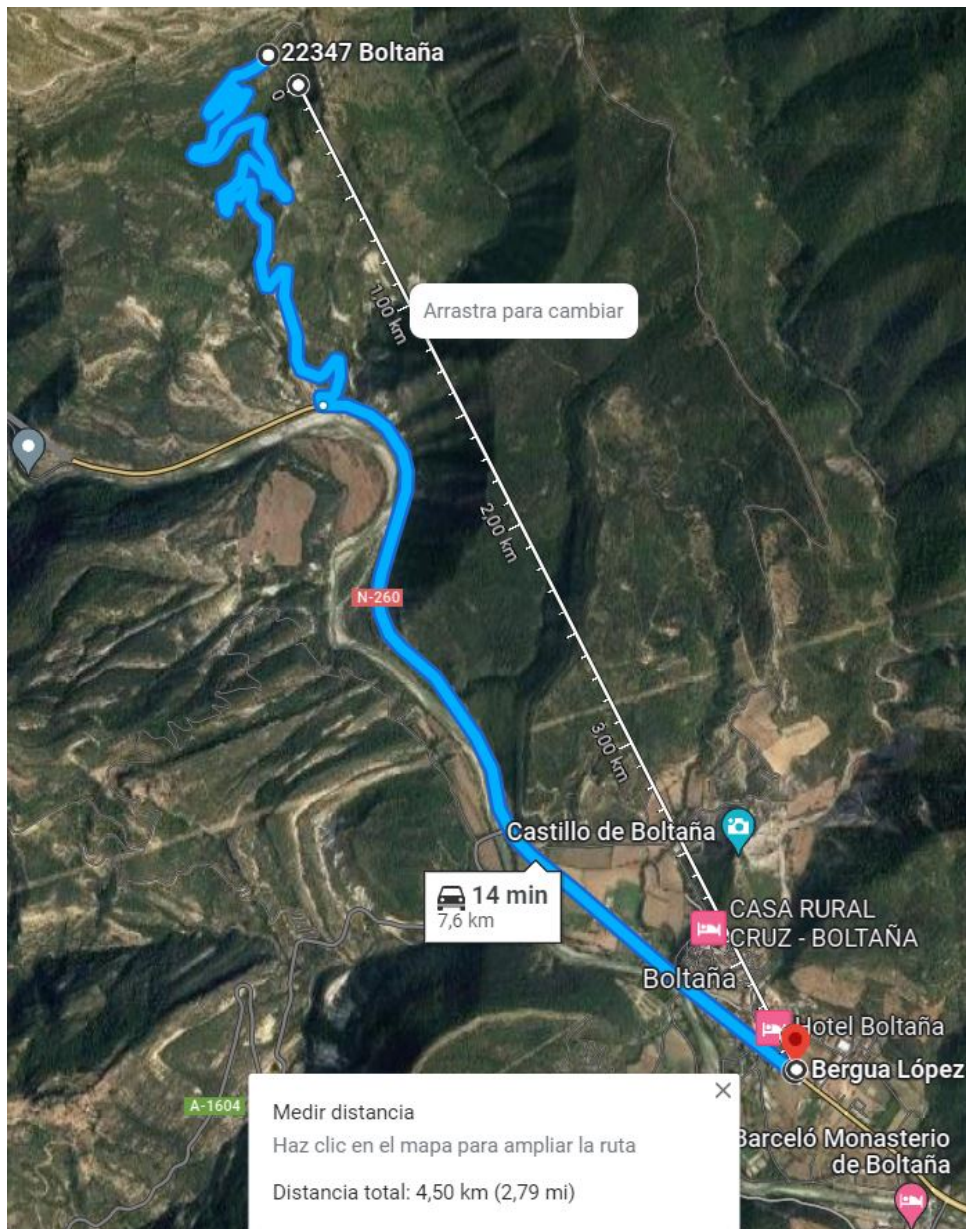 22347 Boltaña
0
1,00 km
Arrastra para cambiar
2,00 km
N-260
3,00 km
Castillo de Boltaña
14 min
7,6 km
CASA RURAL
CRUZ - BOLTAÑA
Boltaña
Hotel Boltaña
Bergua López
A-1604
Medir distancia
Haz clic en el mapa para ampliar la ruta
Distancia total: 4,50 km (2,79 mi)
Barceló Monasterio
de Boltaña